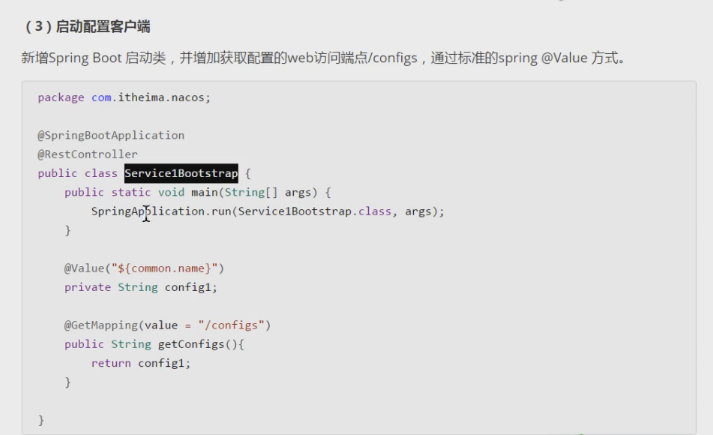 （3）启动配置客户端
新增Spring Boot 启动类，并增加获取配置的web访问端点/configs，通过标准的spring @Value 方式。
package com.itheima.nacos;
@SpringBootApplication
@RestController
public class Service1Bootstrap {
public static void main(String[] args) {
SpringApplication.run(Service1Bootstrap.class, args);
}
@Value("${common.name}")
private String config1;
@GetMapping(value = "/configs")
public String getConfigs(){
return config1;
}
}